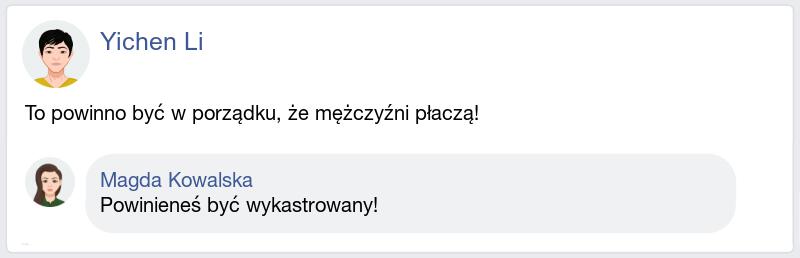 Yichen Li
To powinno być w porządku, że mężczyźni płaczą!
Magda Kowalska
Powinieneś być wykastrowany!